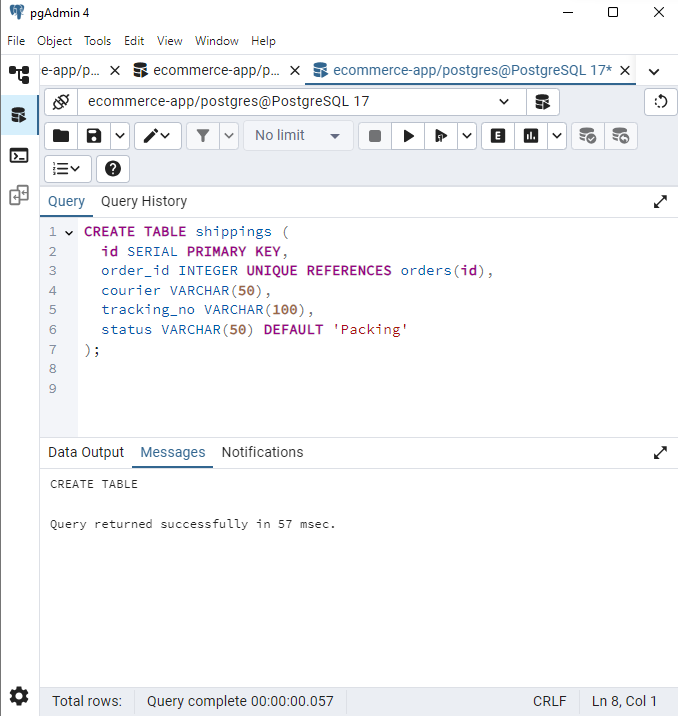 pgAdmin 4
File Object Tools Edit View Window Help
e-app/p... ecommerce-app/p... ecommerce-app/postgres@PostgreSQL 17*
ecommerce-app/postgres@PostgreSQL 17
No limit E
Query Query History
1 CREATE TABLE shippings (
2 id SERIAL PRIMARY KEY,
3 order_id INTEGER UNIQUE REFERENCES orders(id),
4 courier VARCHAR(50),
5 tracking_no VARCHAR(100),
6 status VARCHAR(50) DEFAULT 'Packing'
7 );
8
9
Data Output Messages Notifications
CREATE TABLE
Query returned successfully in 57 msec.
Total rows: Query complete 00:00:00.057 CRLF Ln 8, Col 1